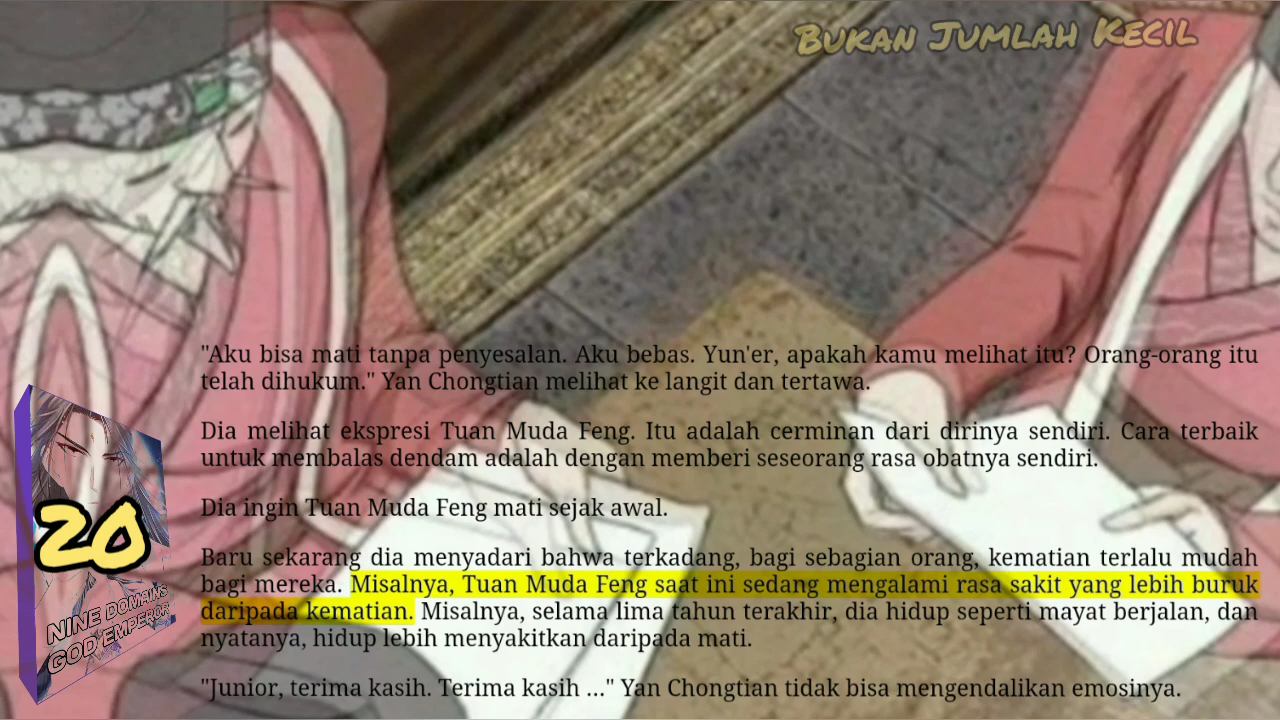 Bukan Jumlah Kecil
"Aku bisa mati tanpa penyesalan. Aku bebas. Yun'er, apakah kamu melihat itu? Orang-orang itu
telah dihukum." Yan Chongtian melihat ke langit dan tertawa.
Dia melihat ekspresi Tuan Muda Feng. Itu adalah cerminan dari dirinya sendiri. Cara terbaik
untuk membalas dendam adalah dengan memberi seseorang rasa obatnya sendiri.
Dia ingin Tuan Muda Feng mati sejak awal.
Baru sekarang dia menyadari bahwa terkadang, bagi sebagian orang, kematian terlalu mudah
bagi mereka. Misalnya, Tuan Muda Feng saat ini sedang mengalami rasa sakit yang lebih buruk
daripada kematian. Misalnya, selama lima tahun terakhir, dia hidup seperti mayat berjalan, dan
nyatanya, hidup lebih menyakitkan daripada mati.
"Junior, terima kasih. Terima kasih ..." Yan Chongtian tidak bisa mengendalikan emosinya.
20
NINE DOMAINS
GOD EMPEROR